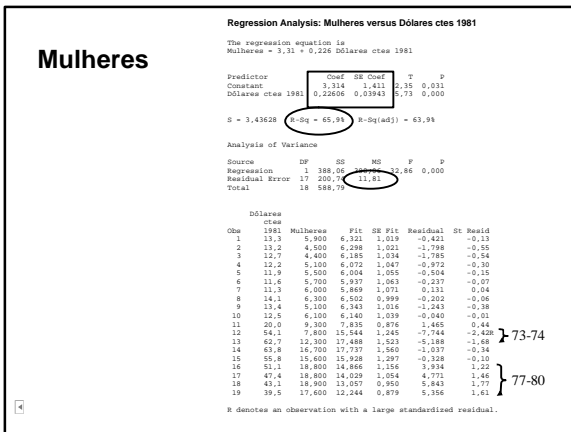 Mulheres
Regression Analysis: Mulheres versus Dólares ctes 1981
The regression equation is
Mulheres = 3,31 + 0,226 Dólares ctes 1981
Predictor Coef SE Coef T P
Constant 3,314 1,411 2,35 0,031
Dólares ctes 1981 0,22606 0,03943 5,73 0,000
S = 3,43628 R-Sq = 65,9% R-Sq(adj) = 63,9%
Analysis of Variance
Source DF SS MS F P
Regression 1 388,06 388,06 32,86 0,000
Residual Error 17 200,74 11,81
Total 18 588,79
Dólares
ctes
Obs 1981 Mulheres Fit SE Fit Residual St Resid
1 13,3 5,900 6,321 1,019 -0,421 -0,13
2 13,2 4,500 6,298 1,021 -1,798 -0,55
3 12,7 4,400 6,185 1,034 -1,785 -0,54
4 12,2 5,100 6,072 1,047 -0,972 -0,30
5 11,9 5,500 6,004 1,055 -0,504 -0,15
6 11,6 5,700 5,937 1,063 -0,237 -0,07
7 11,3 6,000 5,869 1,071 0,131 0,04
8 14,1 6,300 6,502 0,999 -0,202 -0,06
9 13,4 5,100 6,343 1,016 -1,243 -0,38
10 12,5 6,100 6,140 1,039 -0,040 -0,01
11 20,0 9,300 7,835 0,876 1,465 0,44
12 54,1 7,800 15,544 1,245 -7,744 -2,42R
13 62,7 12,300 17,488 1,523 -5,188 -1,68
73-74
14 63,8 16,700 17,737 1,560 -1,037 -0,34
15 55,8 15,600 15,928 1,297 -0,328 -0,10
16 51,1 18,800 14,866 1,156 3,934 1,22
17 47,4 18,800 14,029 1,054 4,771 1,46
18 43,1 18,900 13,057 0,950 5,843 1,77
19 39,5 17,600 12,244 0,879 5,356 1,61
77-80
R denotes an observation with a large standardized residual.